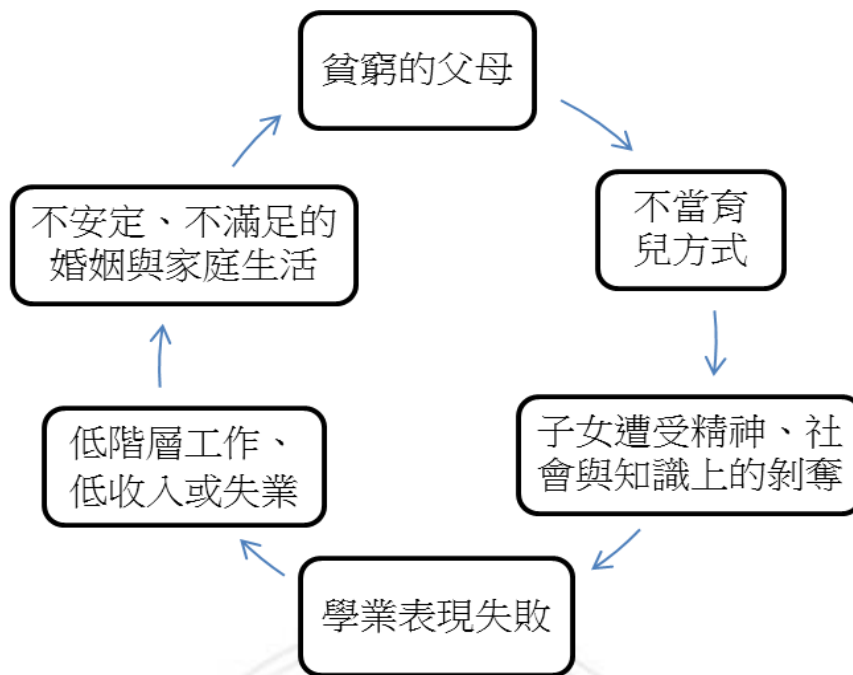 貧窮的父母
不當育
兒方式
子女遭受精神、社
會與知識上的剝奪
學業表現失敗
低階層工作、
低收入或失業
不安定、不滿足的
婚姻與家庭生活